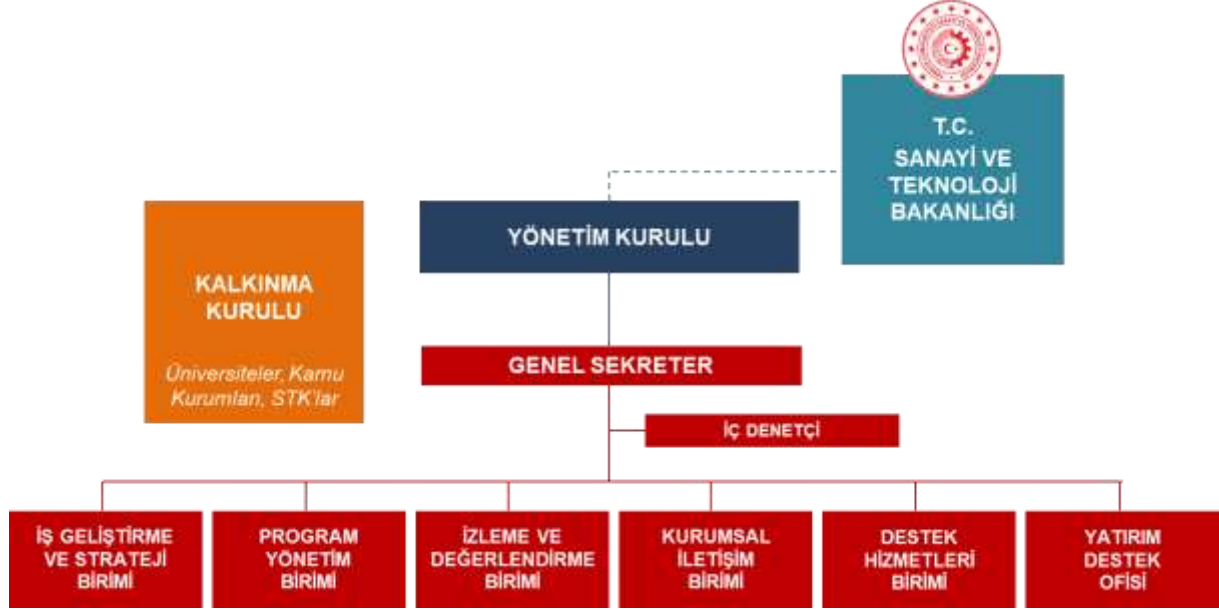 T.C.
SANAYİ VE
TEKNOLOJİ
BAKANLIĞI
YÖNETİM KURULU
KALKINMA
KURULU
Üniversiteler, Kamu
Kurumları, STK'lar
GENEL SEKRETER
İÇ DENETÇİ
İŞ GELİŞTİRME
VE STRATEJİ
BİRİMİ
PROGRAM
YÖNETİM
BİRİMİ
İZLEME VE
DEĞERLENDİRME
BİRİMİ
KURUMSAL
İLETİŞİM
BİRİMİ
DESTEK
HİZMETLERİ
BİRİMİ
YATIRIM
DESTEK
OFİSİ